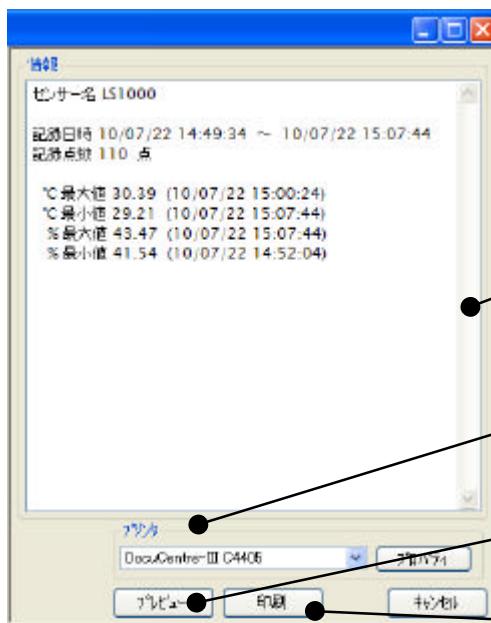 情報
センサー名 LS1000
記録日時 10/07/22 14:49:34 ～ 10/07/22 15:07:44
記録点数 110 点
℃最大値 30.39 (10/07/22 15:00:24)
℃最小値 29.21 (10/07/22 15:07:44)
%最大値 43.47 (10/07/22 15:07:44)
%最小値 41.54 (10/07/22 14:52:04)
プリンタ
DocuCentre-III C4405
プロパティ
プレビュー 印刷 キャンセル